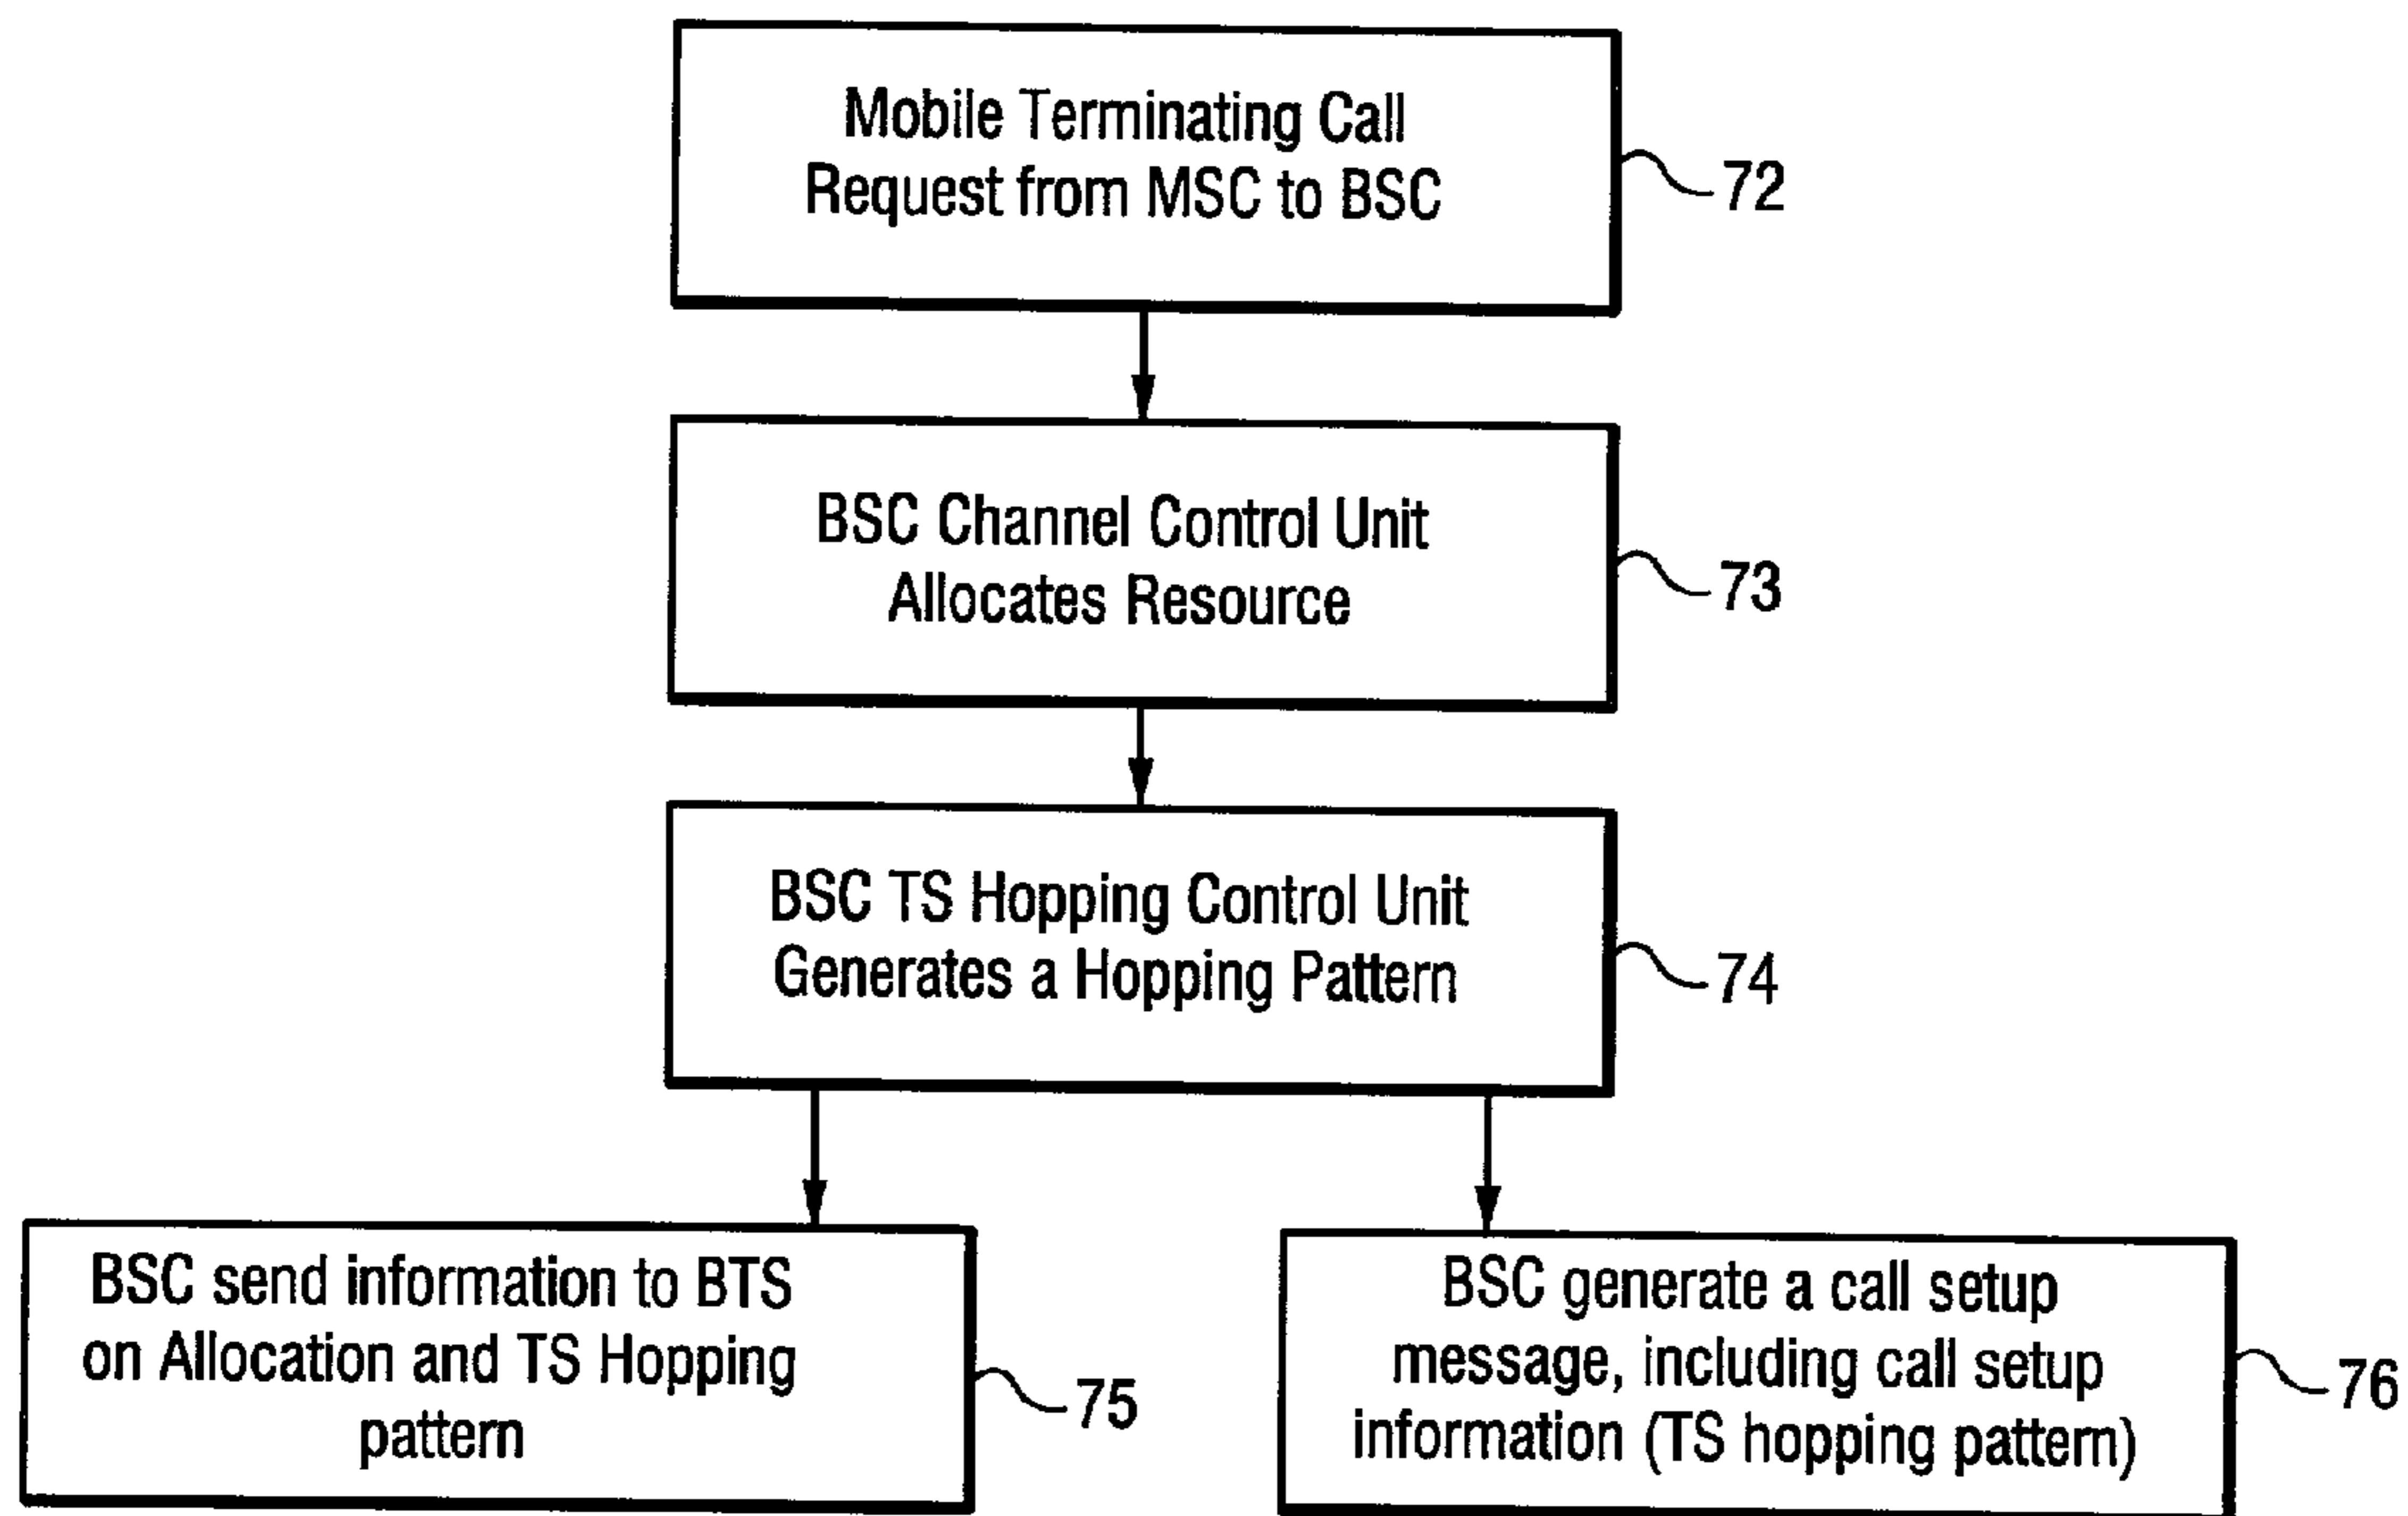 Mobile Terminating Call
Request from MSC to BSC
72
BSC Channel Control Unit
Allocates Resource
73
BSC TS Hopping Control Unit
Generates a Hopping Pattern
74
BSC send information to BTS
on Allocation and TS Hopping
pattern
75
BSC generate a call setup
message, including call setup
information (TS hopping pattern)
76